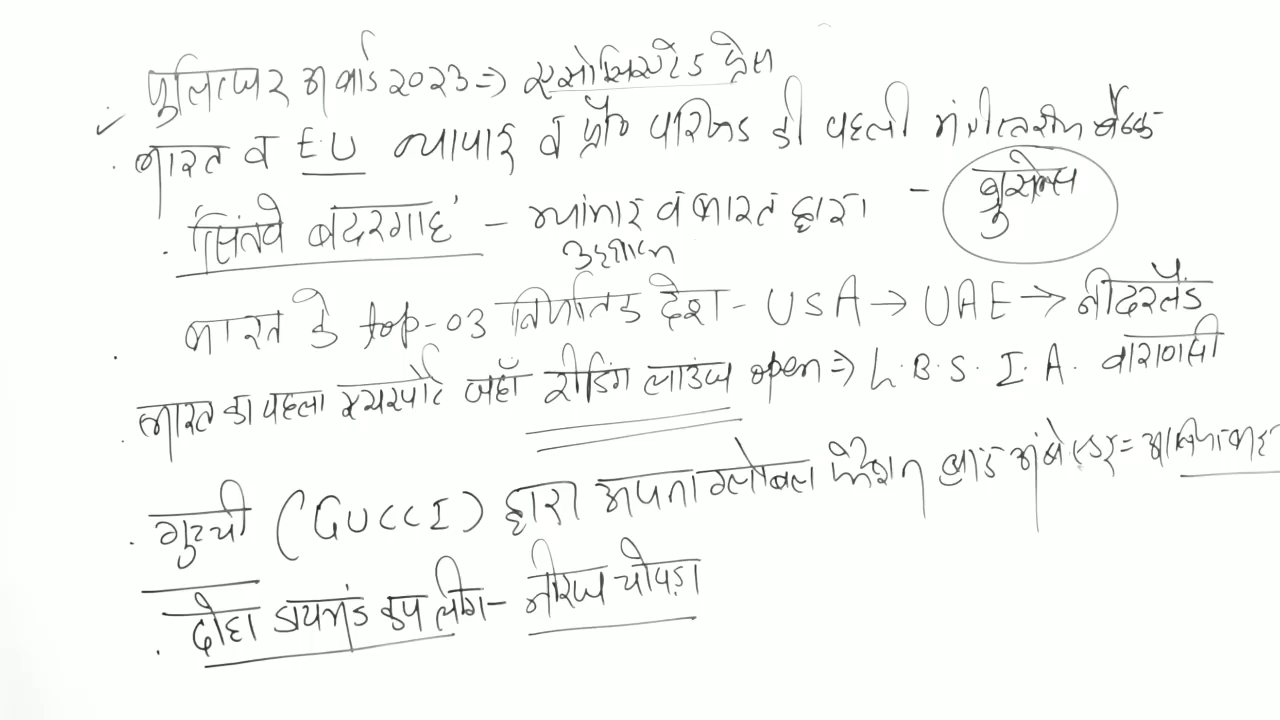 पुलित्जर अवार्ड 2023 => एसोसिएटेड प्रेस
भारत व EU व्यापार व प्रौ० परिषद की पहली मंत्रीस्तरीय बैठक
- ब्रुसेल्स
'सितवे बंदरगाह' - म्यांमार व भारत द्वारा
उद्घाटन
भारत के top-03 निर्यातक देश - USA → UAE → नीदरलैंड
भारत का पहला एयरपोर्ट जहाँ रीडिंग लाउंज open => L.B.S.I.A. वाराणसी
गुच्ची (GUCCI) द्वारा अपना ग्लोबल फैशन ब्रांड अंबेसडर = आलिया भट्ट
दोहा डायमंड कप लीग - नीरज चोपड़ा